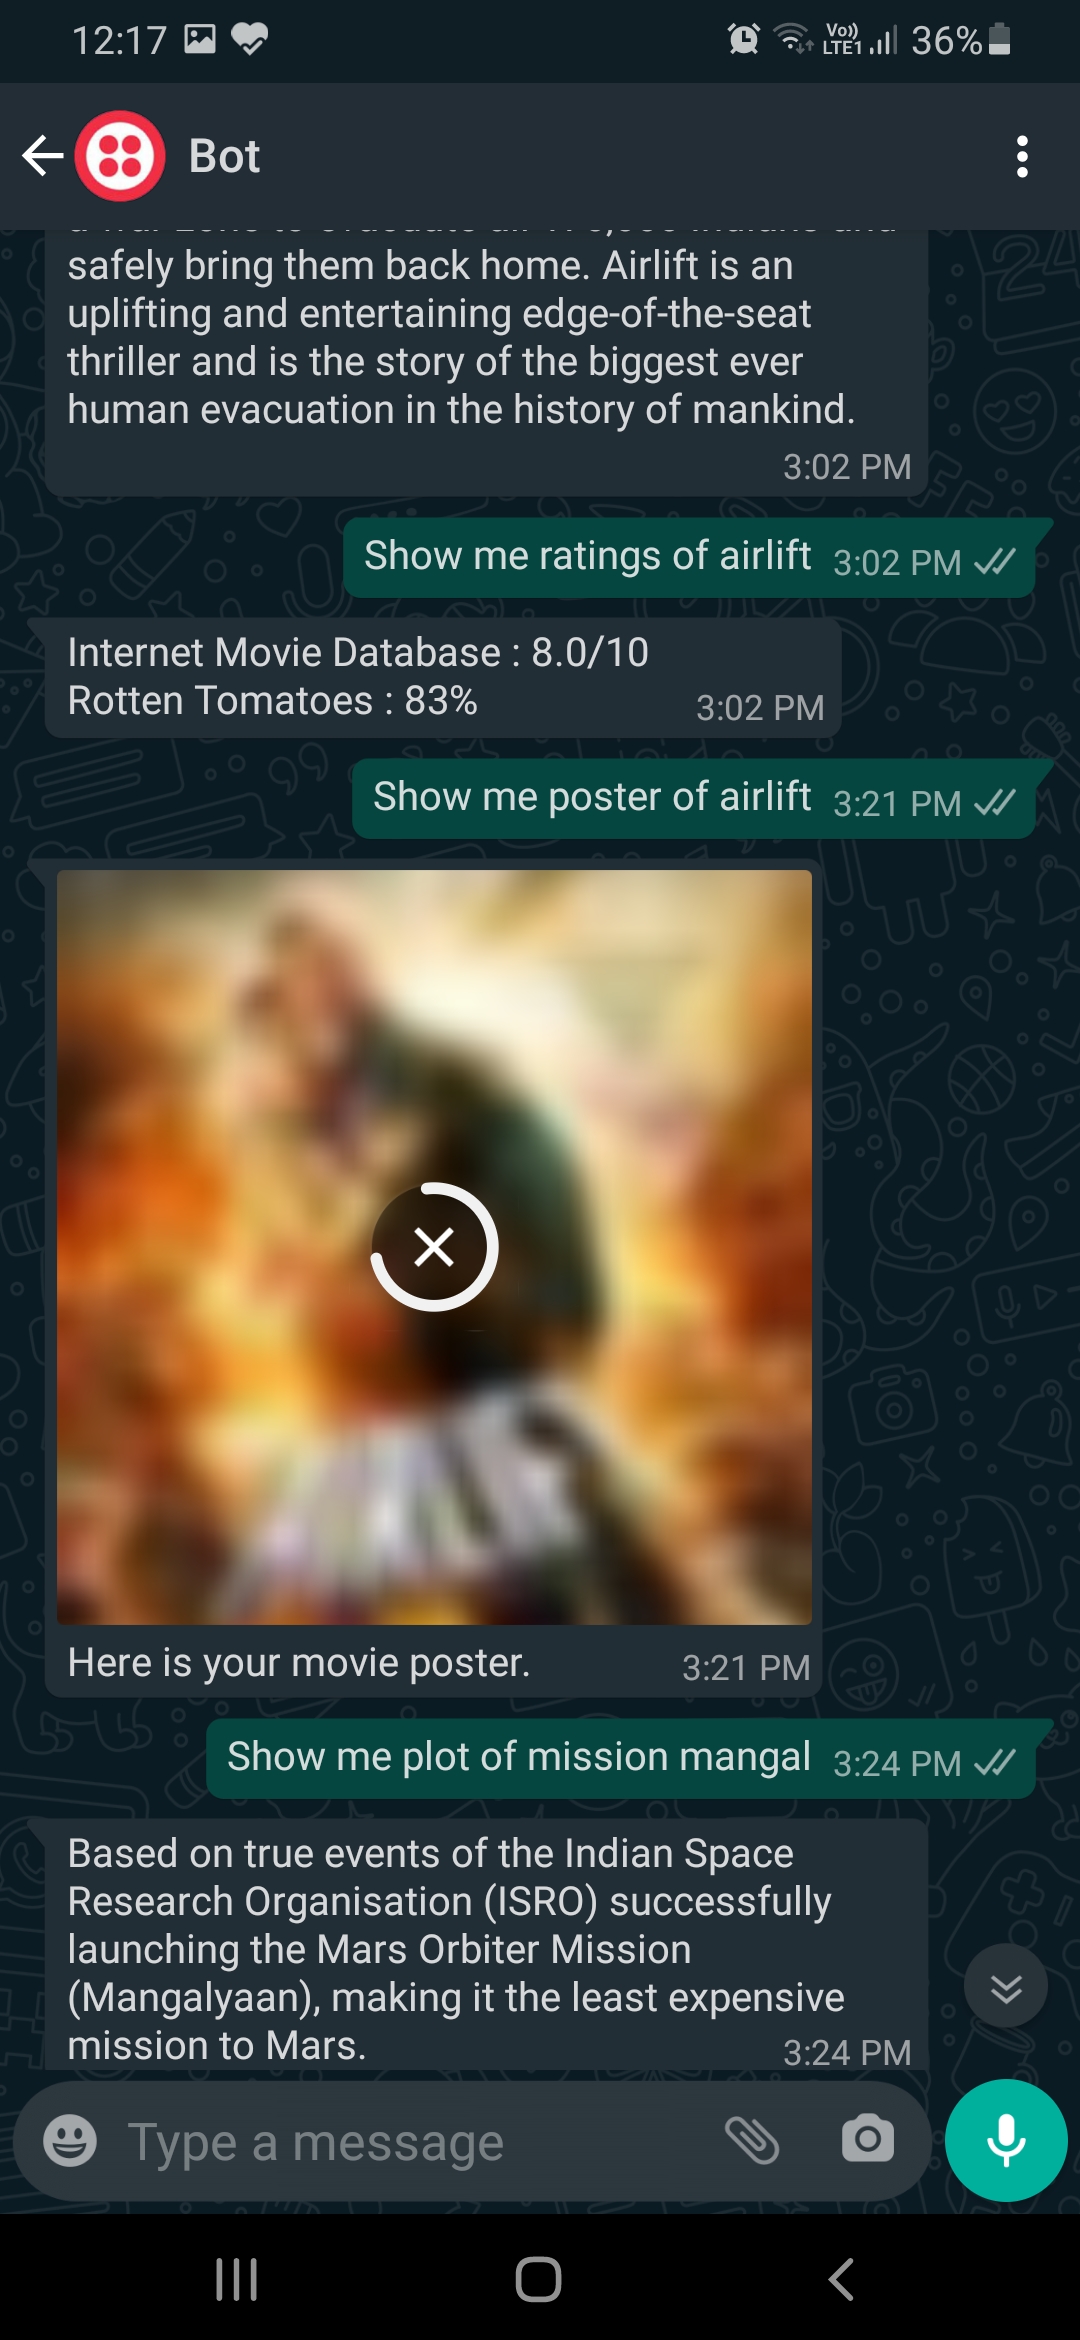 12:17
Vo)) LTE1 36%
Bot
safely bring them back home. Airlift is an
uplifting and entertaining edge-of-the-seat
thriller and is the story of the biggest ever
human evacuation in the history of mankind.
3:02 PM
Show me ratings of airlift 3:02 PM
Internet Movie Database : 8.0/10
Rotten Tomatoes : 83% 3:02 PM
Show me poster of airlift 3:21 PM
Here is your movie poster. 3:21 PM
Show me plot of mission mangal 3:24 PM
Based on true events of the Indian Space
Research Organisation (ISRO) successfully
launching the Mars Orbiter Mission
(Mangalyaan), making it the least expensive
mission to Mars. 3:24 PM
Type a message